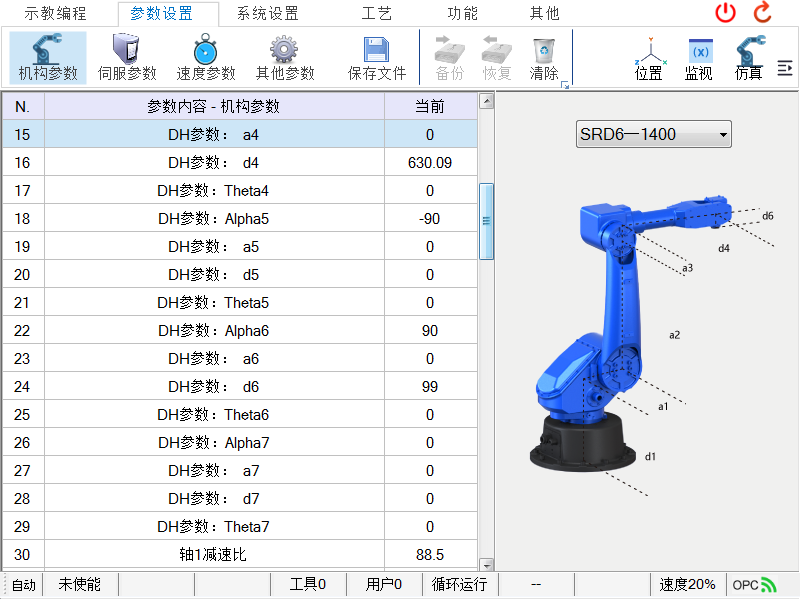 示教编程 参数设置 系统设置 工艺 功能 其他
机构参数 伺服参数 速度参数 其他参数 保存文件 备份 恢复 清除 位置 (x) 监视 仿真
N. 参数内容 - 机构参数 当前
15 DH参数： a4 0
16 DH参数： d4 630.09
17 DH参数：Theta4 0
18 DH参数：Alpha5 -90
19 DH参数： a5 0
20 DH参数： d5 0
21 DH参数：Theta5 0
22 DH参数：Alpha6 90
23 DH参数： a6 0
24 DH参数： d6 99
25 DH参数：Theta6 0
26 DH参数：Alpha7 0
27 DH参数： a7 0
28 DH参数： d7 0
29 DH参数：Theta7 0
30 轴1减速比 88.5
SRD6—1400
d6
d4
a3
a2
a1
d1
自动 未使能 工具0 用户0 循环运行 -- 速度20% OPC